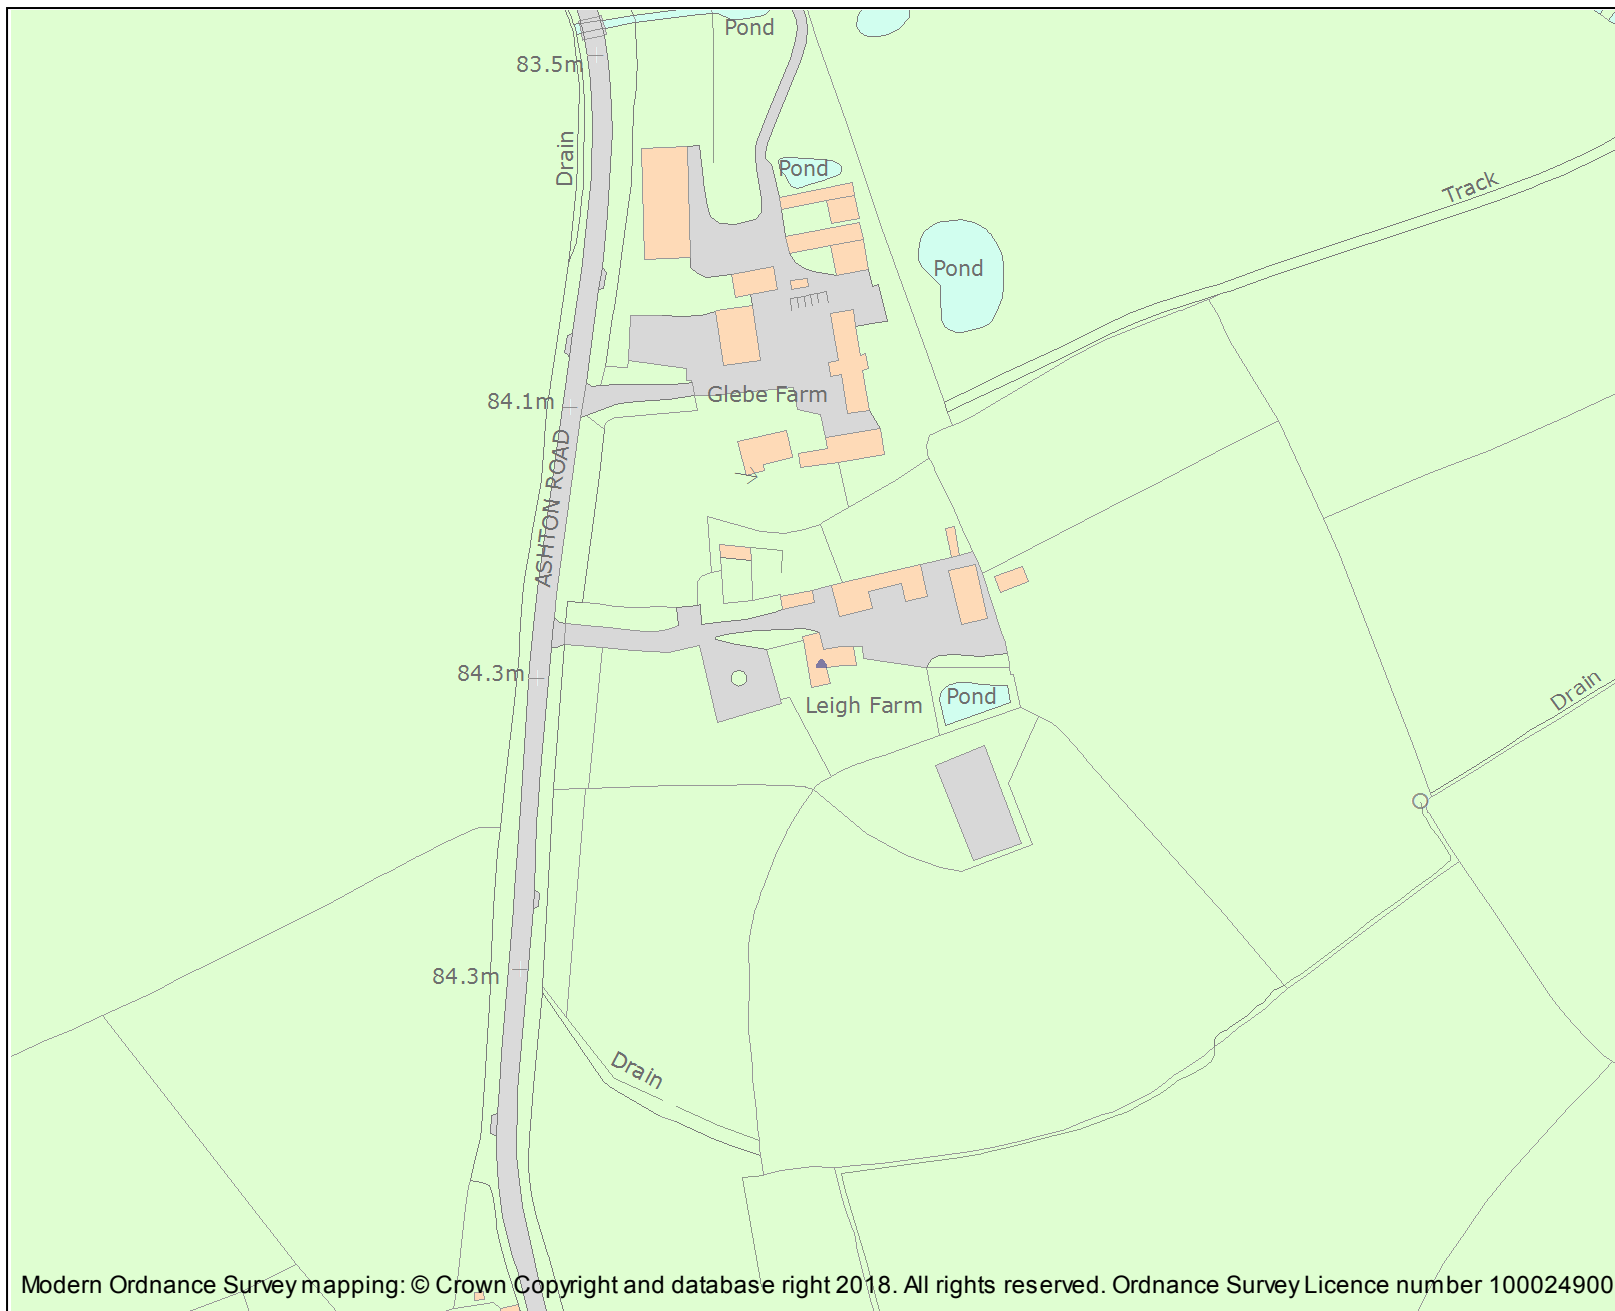 Pond
83.5m
Drain
Pond
Track
Pond
84.1m
Glebe Farm
ASHTON ROAD
84.3m
Leigh Farm
Pond
Drain
84.3m
Drain
Modern Ordnance Survey mapping: © Crown Copyright and database right 2018. All rights reserved. Ordnance Survey Licence number 100024900